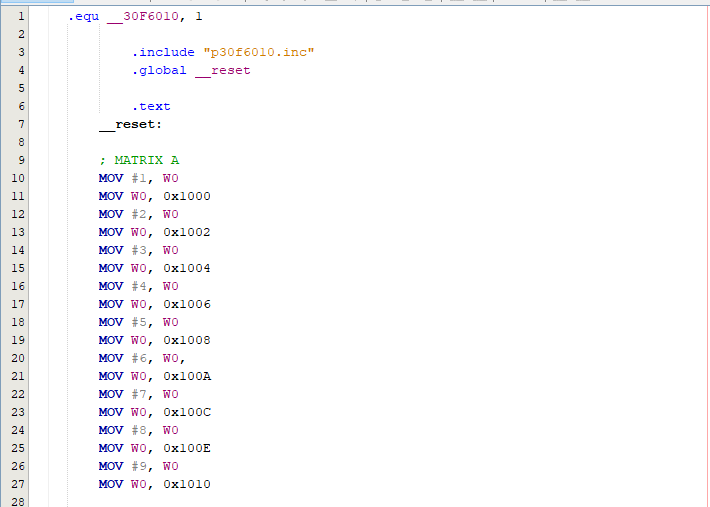 1 .equ __30F6010, 1
2
3 .include "p30f6010.inc"
4 .global __reset
5
6 .text
7 __reset:
8
9 ; MATRIX A
10 MOV #1, W0
11 MOV W0, 0x1000
12 MOV #2, W0
13 MOV W0, 0x1002
14 MOV #3, W0
15 MOV W0, 0x1004
16 MOV #4, W0
17 MOV W0, 0x1006
18 MOV #5, W0
19 MOV W0, 0x1008
20 MOV #6, W0,
21 MOV W0, 0x100A
22 MOV #7, W0
23 MOV W0, 0x100C
24 MOV #8, W0
25 MOV W0, 0x100E
26 MOV #9, W0
27 MOV W0, 0x1010
28